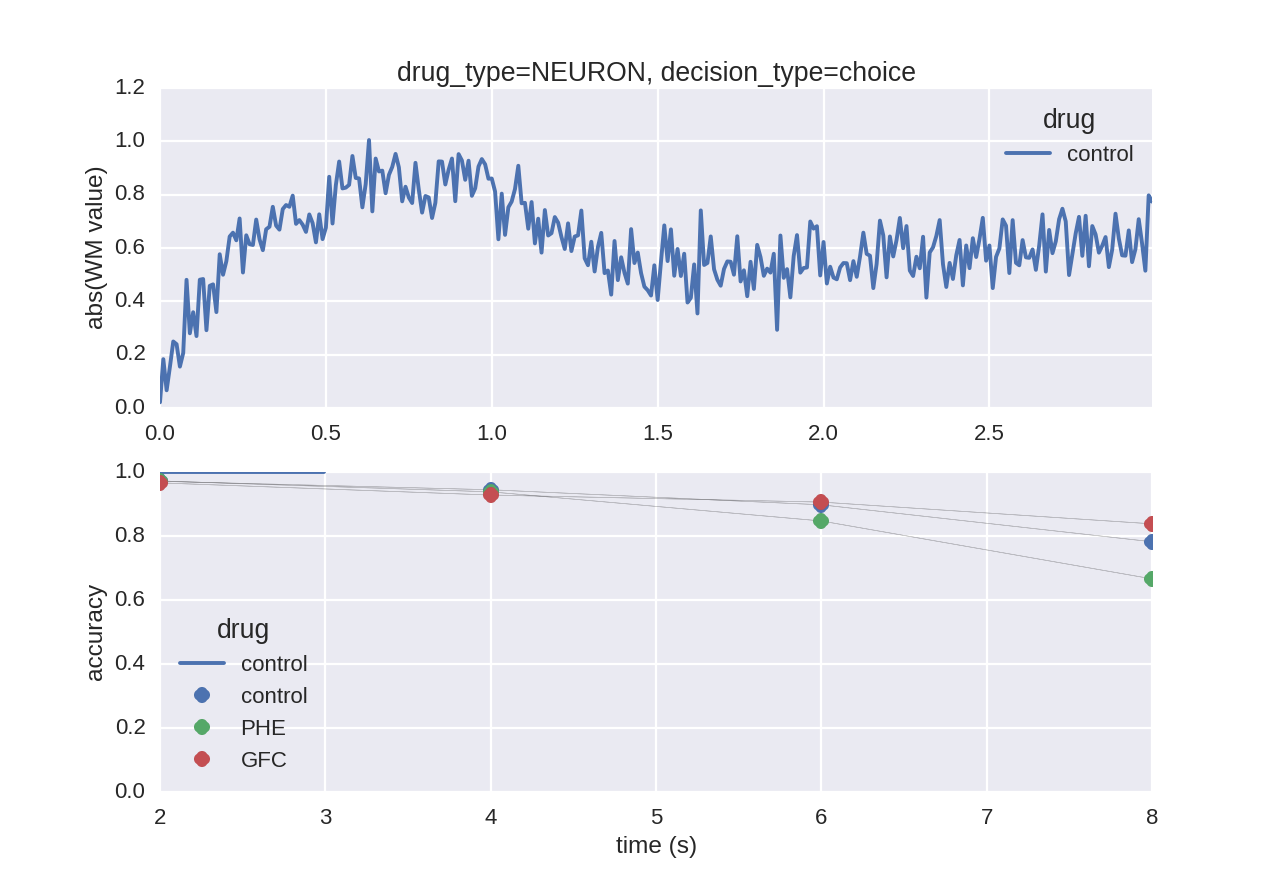 drug_type=NEURON, decision_type=choice
abs(WM value)
1.2
1.0
0.8
0.6
0.4
0.2
0.0
drug
control
0.0 0.5 1.0 1.5 2.0 2.5
accuracy
1.0
0.8
0.6
0.4
0.2
0.0
drug
control
control
PHE
GFC
2 3 4 5 6 7 8
time (s)